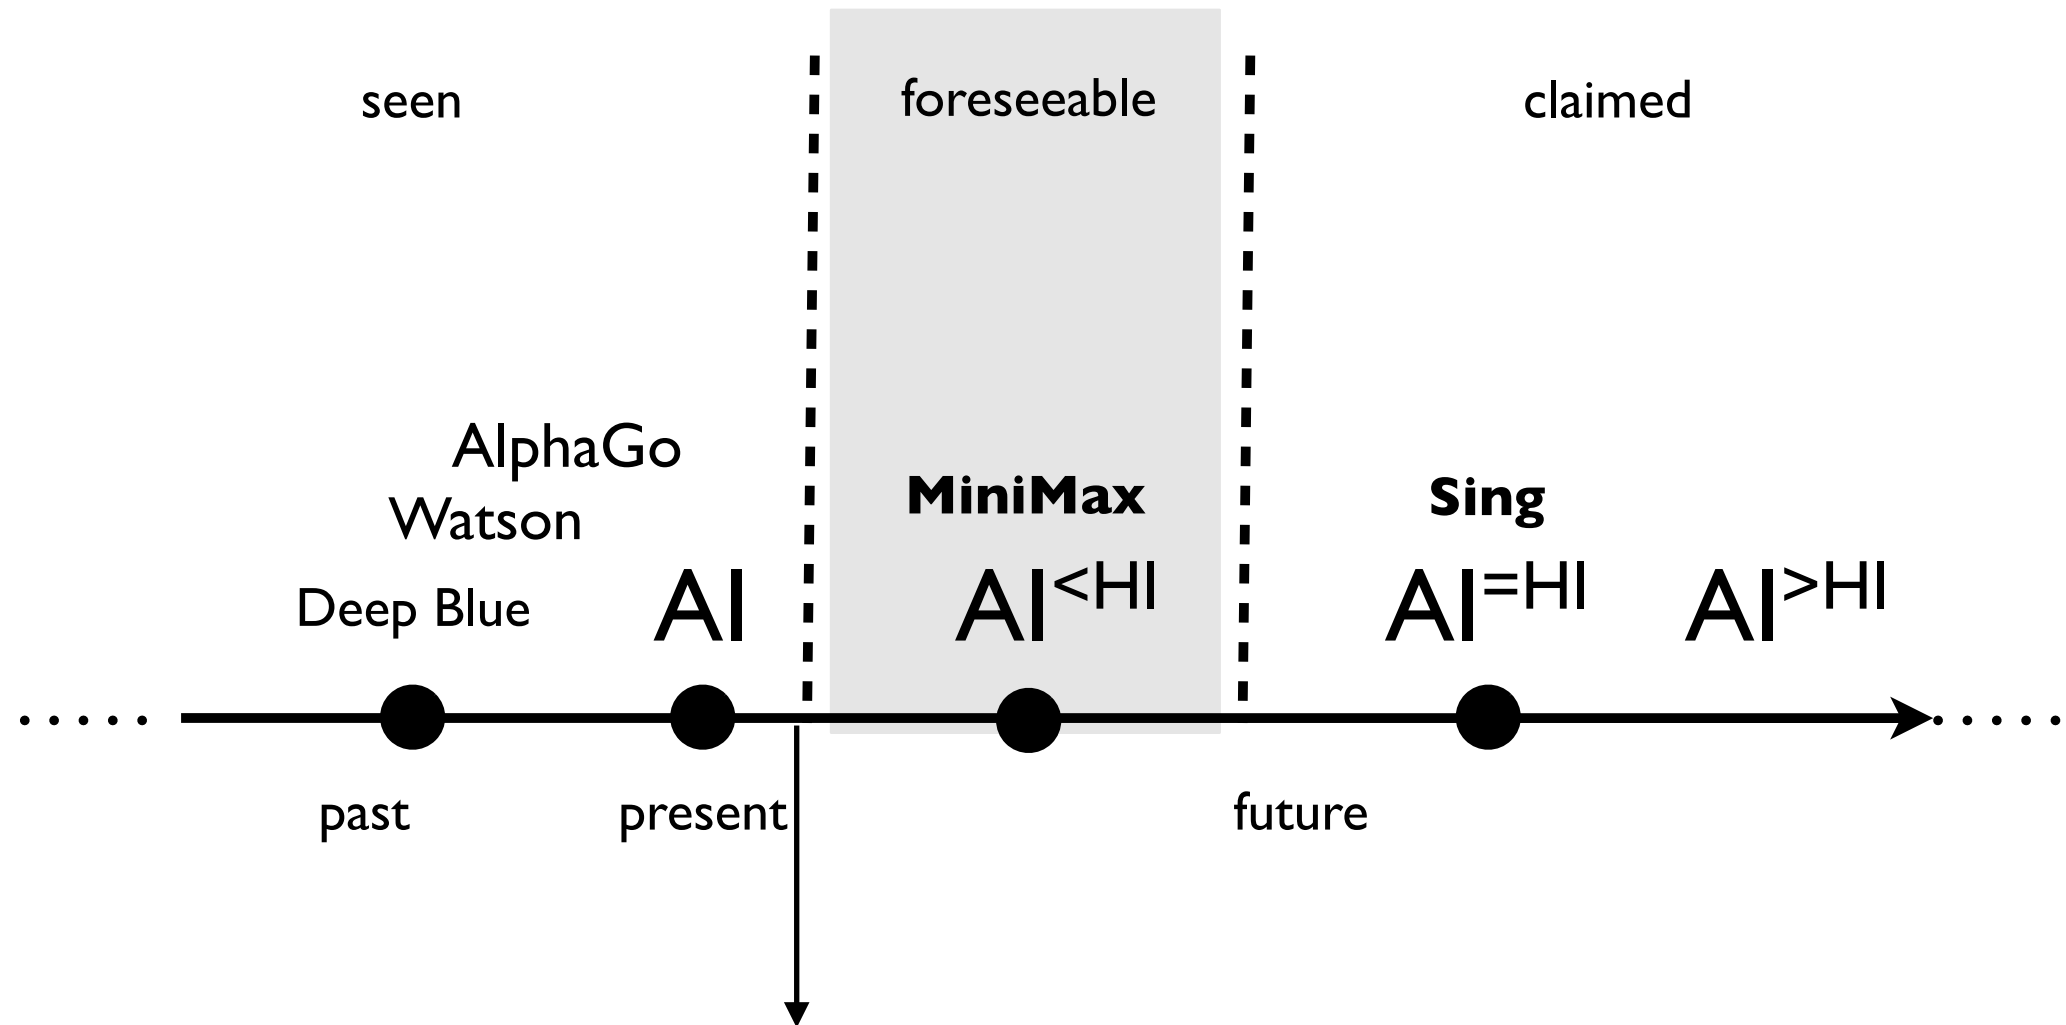 seen foreseeable claimed
AlphaGo
MiniMax Sing
Watson
AI AI<HI AI=HI AI>HI
Deep Blue
past present future